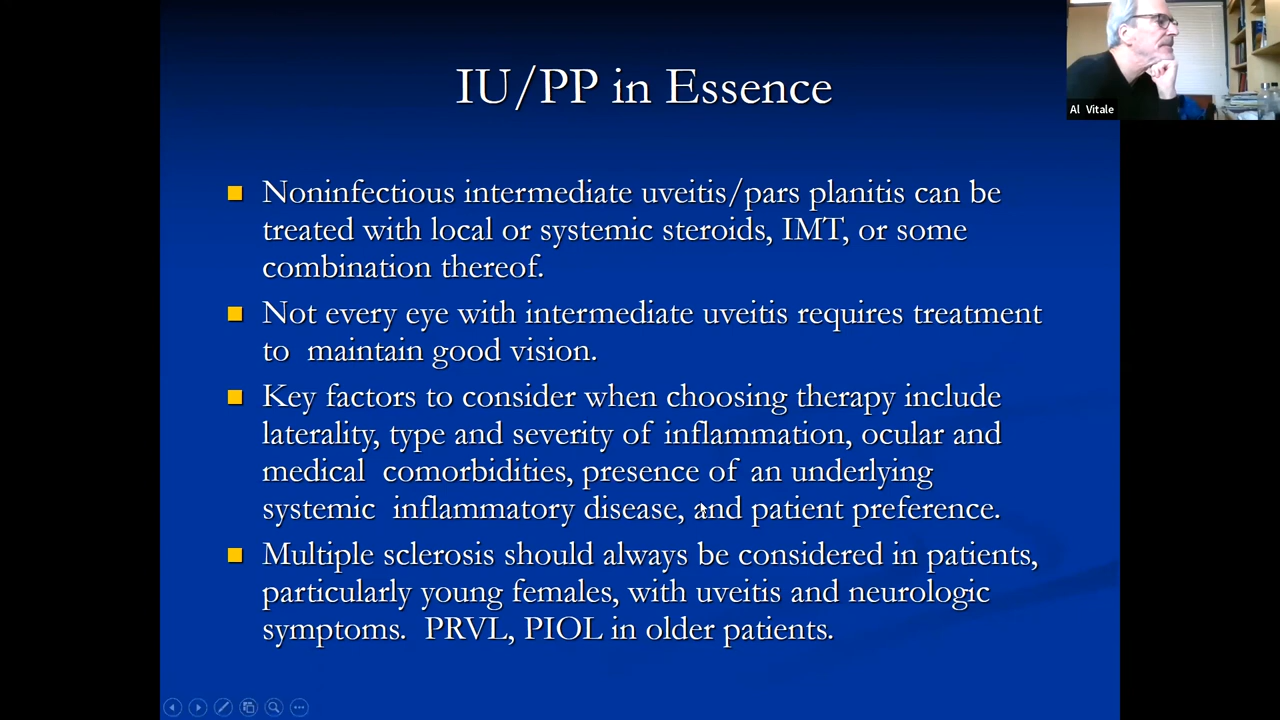 IU/PP in Essence
Al Vitale
Noninfectious intermediate uveitis/pars planitis can be
treated with local or systemic steroids, IMT, or some
combination thereof.
Not every eye with intermediate uveitis requires treatment
to maintain good vision.
Key factors to consider when choosing therapy include
laterality, type and severity of inflammation, ocular and
medical comorbidities, presence of an underlying
systemic inflammatory disease, and patient preference.
Multiple sclerosis should always be considered in patients,
particularly young females, with uveitis and neurologic
symptoms. PRVL, PIOL in older patients.